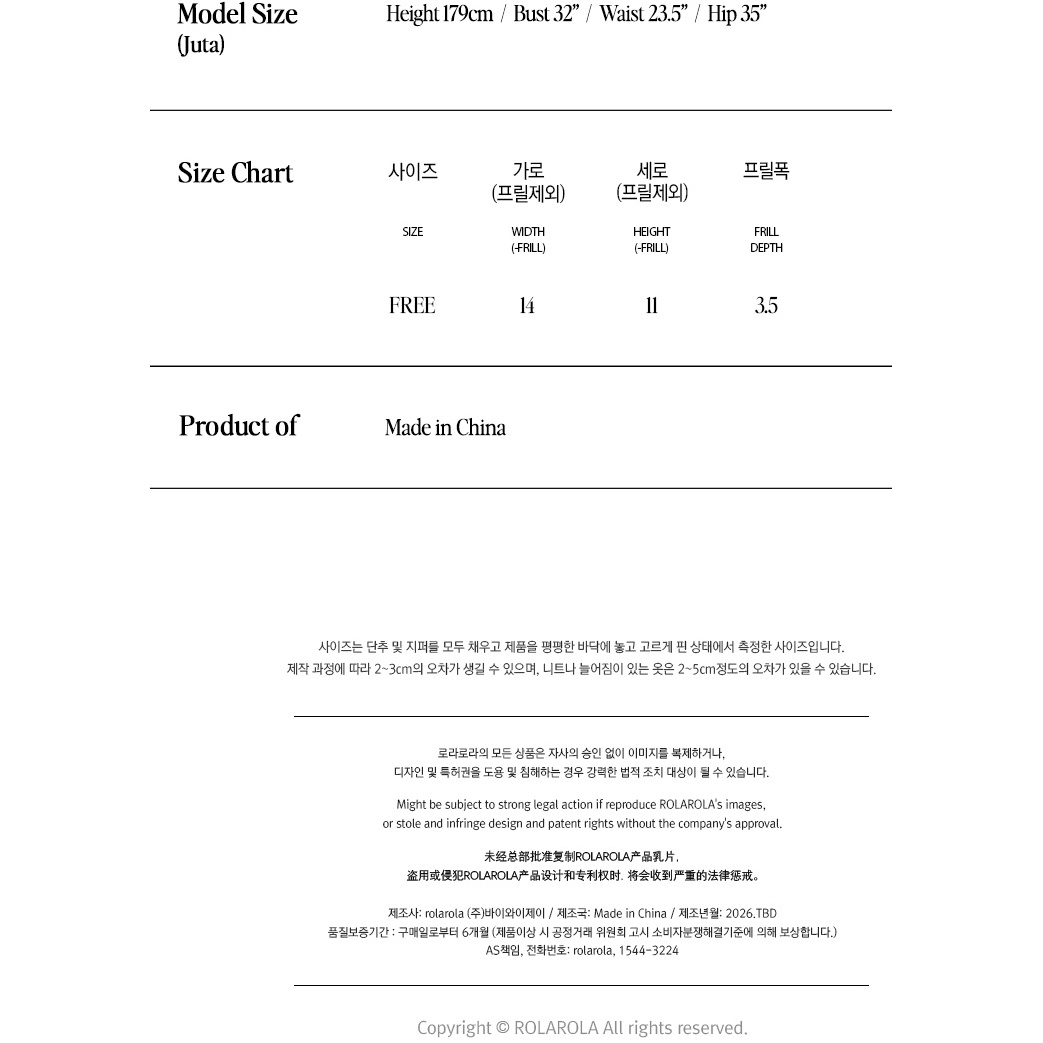 Model Size
(Juta)
Height 179cm / Bust 32” / Waist 23.5” / Hip 35”
Size Chart
사이즈 가로 세로 프릴폭
(프릴제외) (프릴제외)
SIZE WIDTH HEIGHT FRILL
(-FRILL) (-FRILL) DEPTH
FREE 14 11 3.5
Product of Made in China
사이즈는 단추 및 지퍼를 모두 채우고 제품을 평평한 바닥에 놓고 고르게 핀 상태에서 측정한 사이즈입니다.
제작 과정에 따라 2~3cm의 오차가 생길 수 있으며, 니트나 늘어짐이 있는 옷은 2~5cm정도의 오차가 있을 수 있습니다.
로라로라의 모든 상품은 자사의 승인 없이 이미지를 복제하거나,
디자인 및 특허권을 도용 및 침해하는 경우 강력한 법적 조치 대상이 될 수 있습니다.
Might be subject to strong legal action if reproduce ROLAROLA's images,
or stole and infringe design and patent rights without the company's approval.
未经总部批准复制ROLAROLA产品乳片,
盗用或侵犯ROLAROLA产品设计和专利权时, 将会收到严重的法律惩戒。
제조사: rolarola (주)바이와이제이 / 제조국: Made in China / 제조년월: 2026.TBD
품질보증기간 : 구매일로부터 6개월 (제품이상 시 공정거래 위원회 고시 소비자분쟁해결기준에 의해 보상합니다.)
AS책임, 전화번호: rolarola, 1544-3224
Copyright © ROLAROLA All rights reserved.